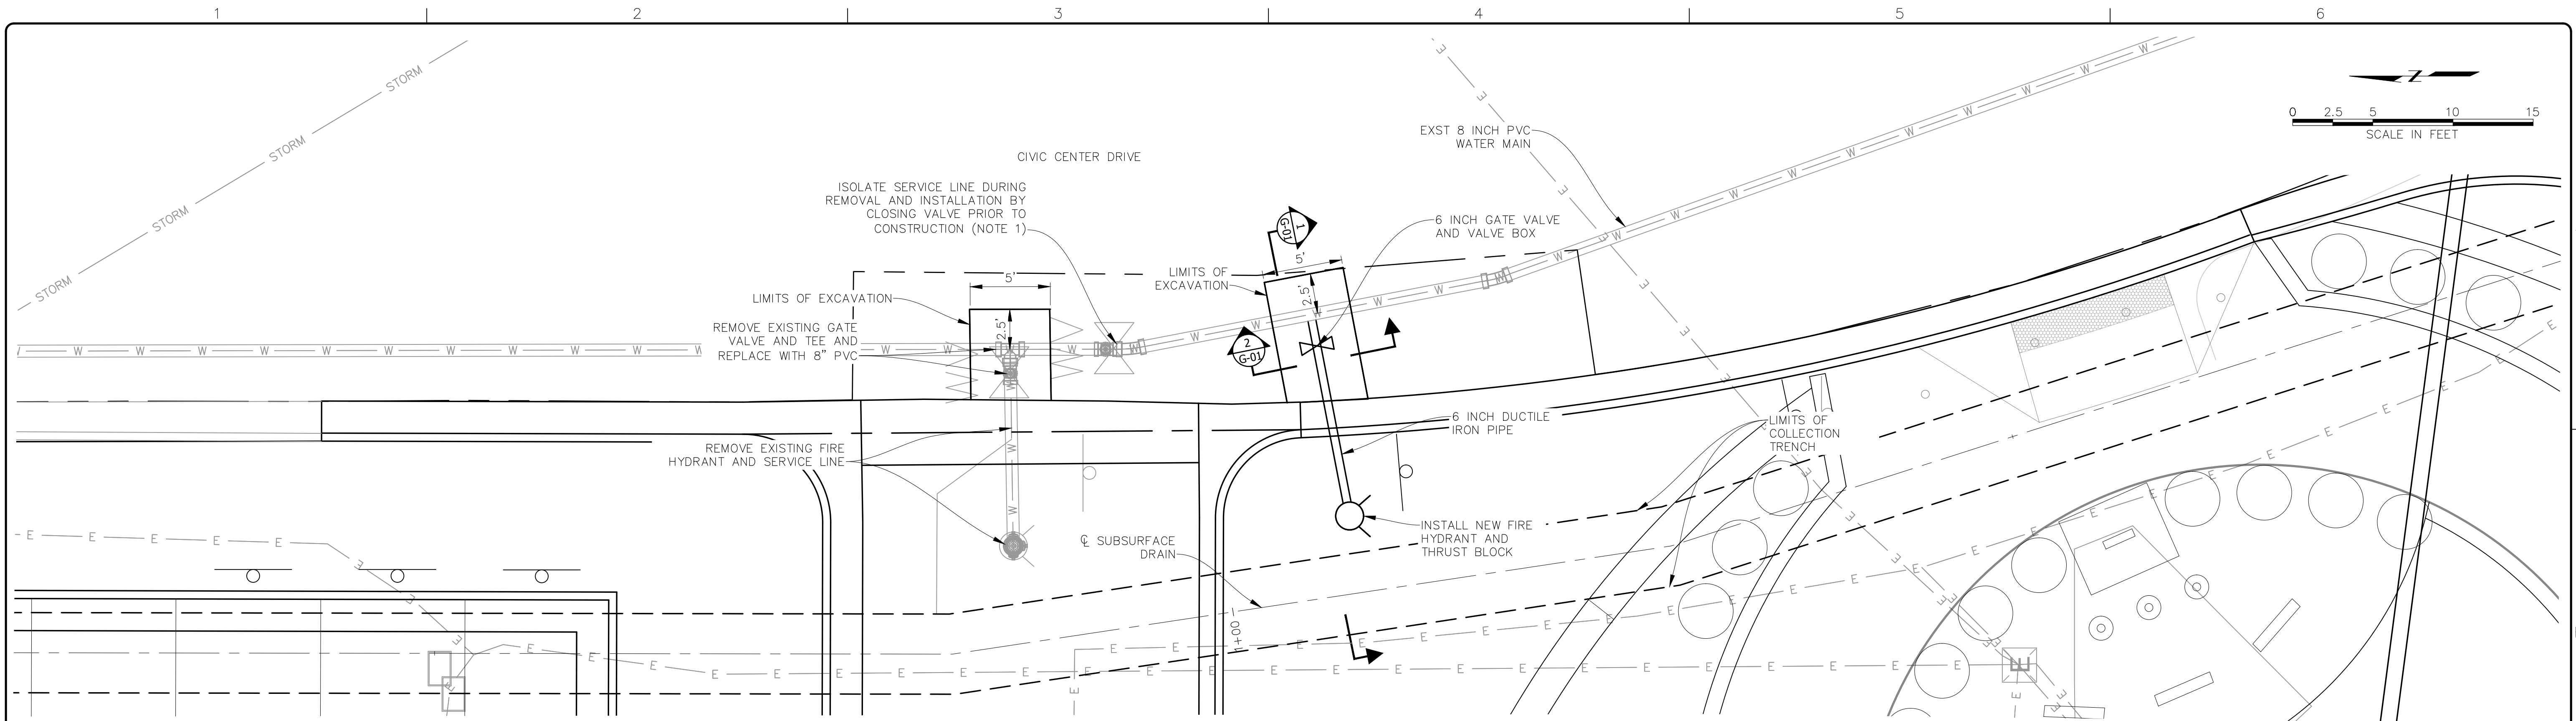 1
2
3
4
5
6
STORM
STORM
STORM
STORM
0 2.5 5 10 15
SCALE IN FEET
N
CIVIC CENTER DRIVE
EXST 8 INCH PVC
WATER MAIN
ISOLATE SERVICE LINE DURING
REMOVAL AND INSTALLATION BY
CLOSING VALVE PRIOR TO
CONSTRUCTION (NOTE 1)
1
G-01
6 INCH GATE VALVE
AND VALVE BOX
5'
5'
LIMITS OF
EXCAVATION
LIMITS OF EXCAVATION
2.5'
2.5'
REMOVE EXISTING GATE
VALVE AND TEE AND
REPLACE WITH 8" PVC
2
G-01
6 INCH DUCTILE
IRON PIPE
LIMITS OF
COLLECTION
TRENCH
REMOVE EXISTING FIRE
HYDRANT AND SERVICE LINE
INSTALL NEW FIRE
HYDRANT AND
THRUST BLOCK
℄ SUBSURFACE
DRAIN
1+00
W W W W W W W W W W W W W W W W W W W W W W
E E E E E E E E E E E E E E E E E E E E E E E E